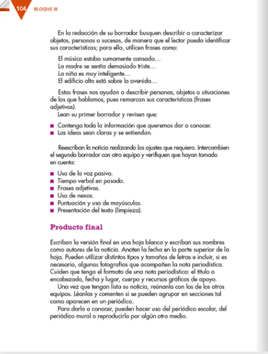 104
BLOQUE III
En la redacción de su borrador busquen describir o caracterizar
objetos, personas o sucesos, de manera que el lector pueda identificar
sus características; para ello, utilicen frases como:
El músico estaba sumamente cansado…
La madre se sentía demasiado triste…
La niña es muy inteligente…
El edificio alto está sobre la avenida…
Estas frases nos ayudan a describir personas, objetos o situaciones
de los que hablamos, pues remarcan sus características (frases
adjetivas).
Lean su primer borrador y revisen que:
Contenga toda la información que queremos dar a conocer.
Las ideas sean claras y se entiendan.
Reescriban la noticia realizando los ajustes que requiera. Intercambien
el segundo borrador con otro equipo y verifiquen que hayan tomado
en cuenta:
Uso de la voz pasiva.
Tiempo verbal en pasado.
Frases adjetivas.
Uso de nexos.
Puntuación y uso de mayúsculas.
Presentación del texto (limpieza).
Producto final
Escriban la versión final en una hoja blanca y escriban sus nombres
como autores de la noticia. Anoten la fecha en la parte superior de la
hoja. Pueden utilizar distintos tipos y tamaños de letras e incluir, si es
necesario, algunas fotografías que acompañen la nota periodística.
Cuiden que tenga el formato de una nota periodística: el título o
encabezado, fecha y lugar, cuerpo y recursos gráficos de apoyo.
Una vez que tengan lista su noticia, reúnanla con las de los otros
equipos. Léanlas y comenten si se pueden agrupar en secciones tal
como aparecen en un periódico.
Para darla a conocer, pueden hacer uso del periódico escolar, del
periódico mural o reproducirla por algún otro medio.